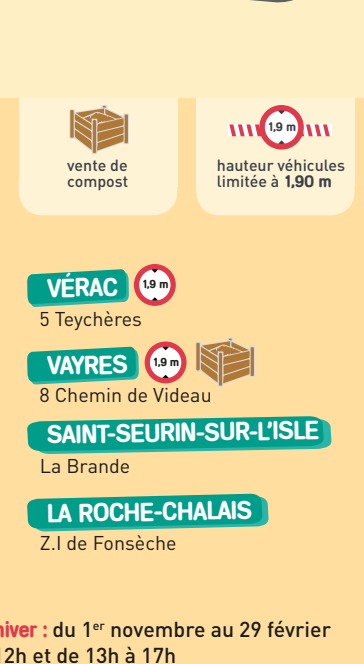 1,9 m
vente de
compost
hauteur véhicules
limitée à 1,90 m
VÉRAC 1,9 m
5 Teychères
VAYRES 1,9 m
8 Chemin de Videau
SAINT-SEURIN-SUR-L'ISLE
La Brande
LA ROCHE-CHALAIS
Z.I de Fonsèche
hiver : du 1er novembre au 29 février
12h et de 13h à 17h